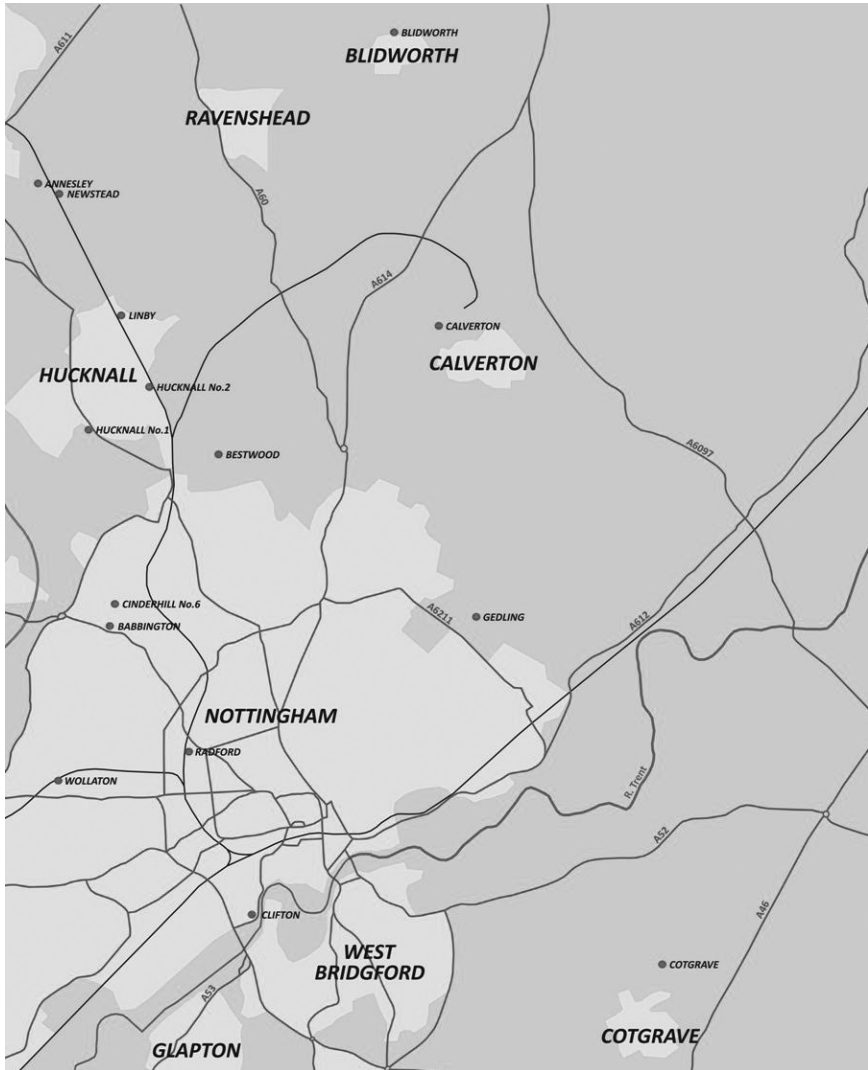 A611
BLIDWORTH
BLIDWORTH
RAVENSHEAD
ANNESLEY
NEWSTEAD
A60
A614
LINBY
CALVERTON
HUCKNALL
CALVERTON
HUCKNALL No.2
HUCKNALL No.1
BESTWOOD
A6097
CINDERHILL No.6
BABBINGTON
A6211
GEDLING
A612
NOTTINGHAM
RADFORD
WOLLATON
R. Trent
A52
CLIFTON
A46
WEST
BRIDGFORD
COTGRAVE
A53
GLAPTON
COTGRAVE